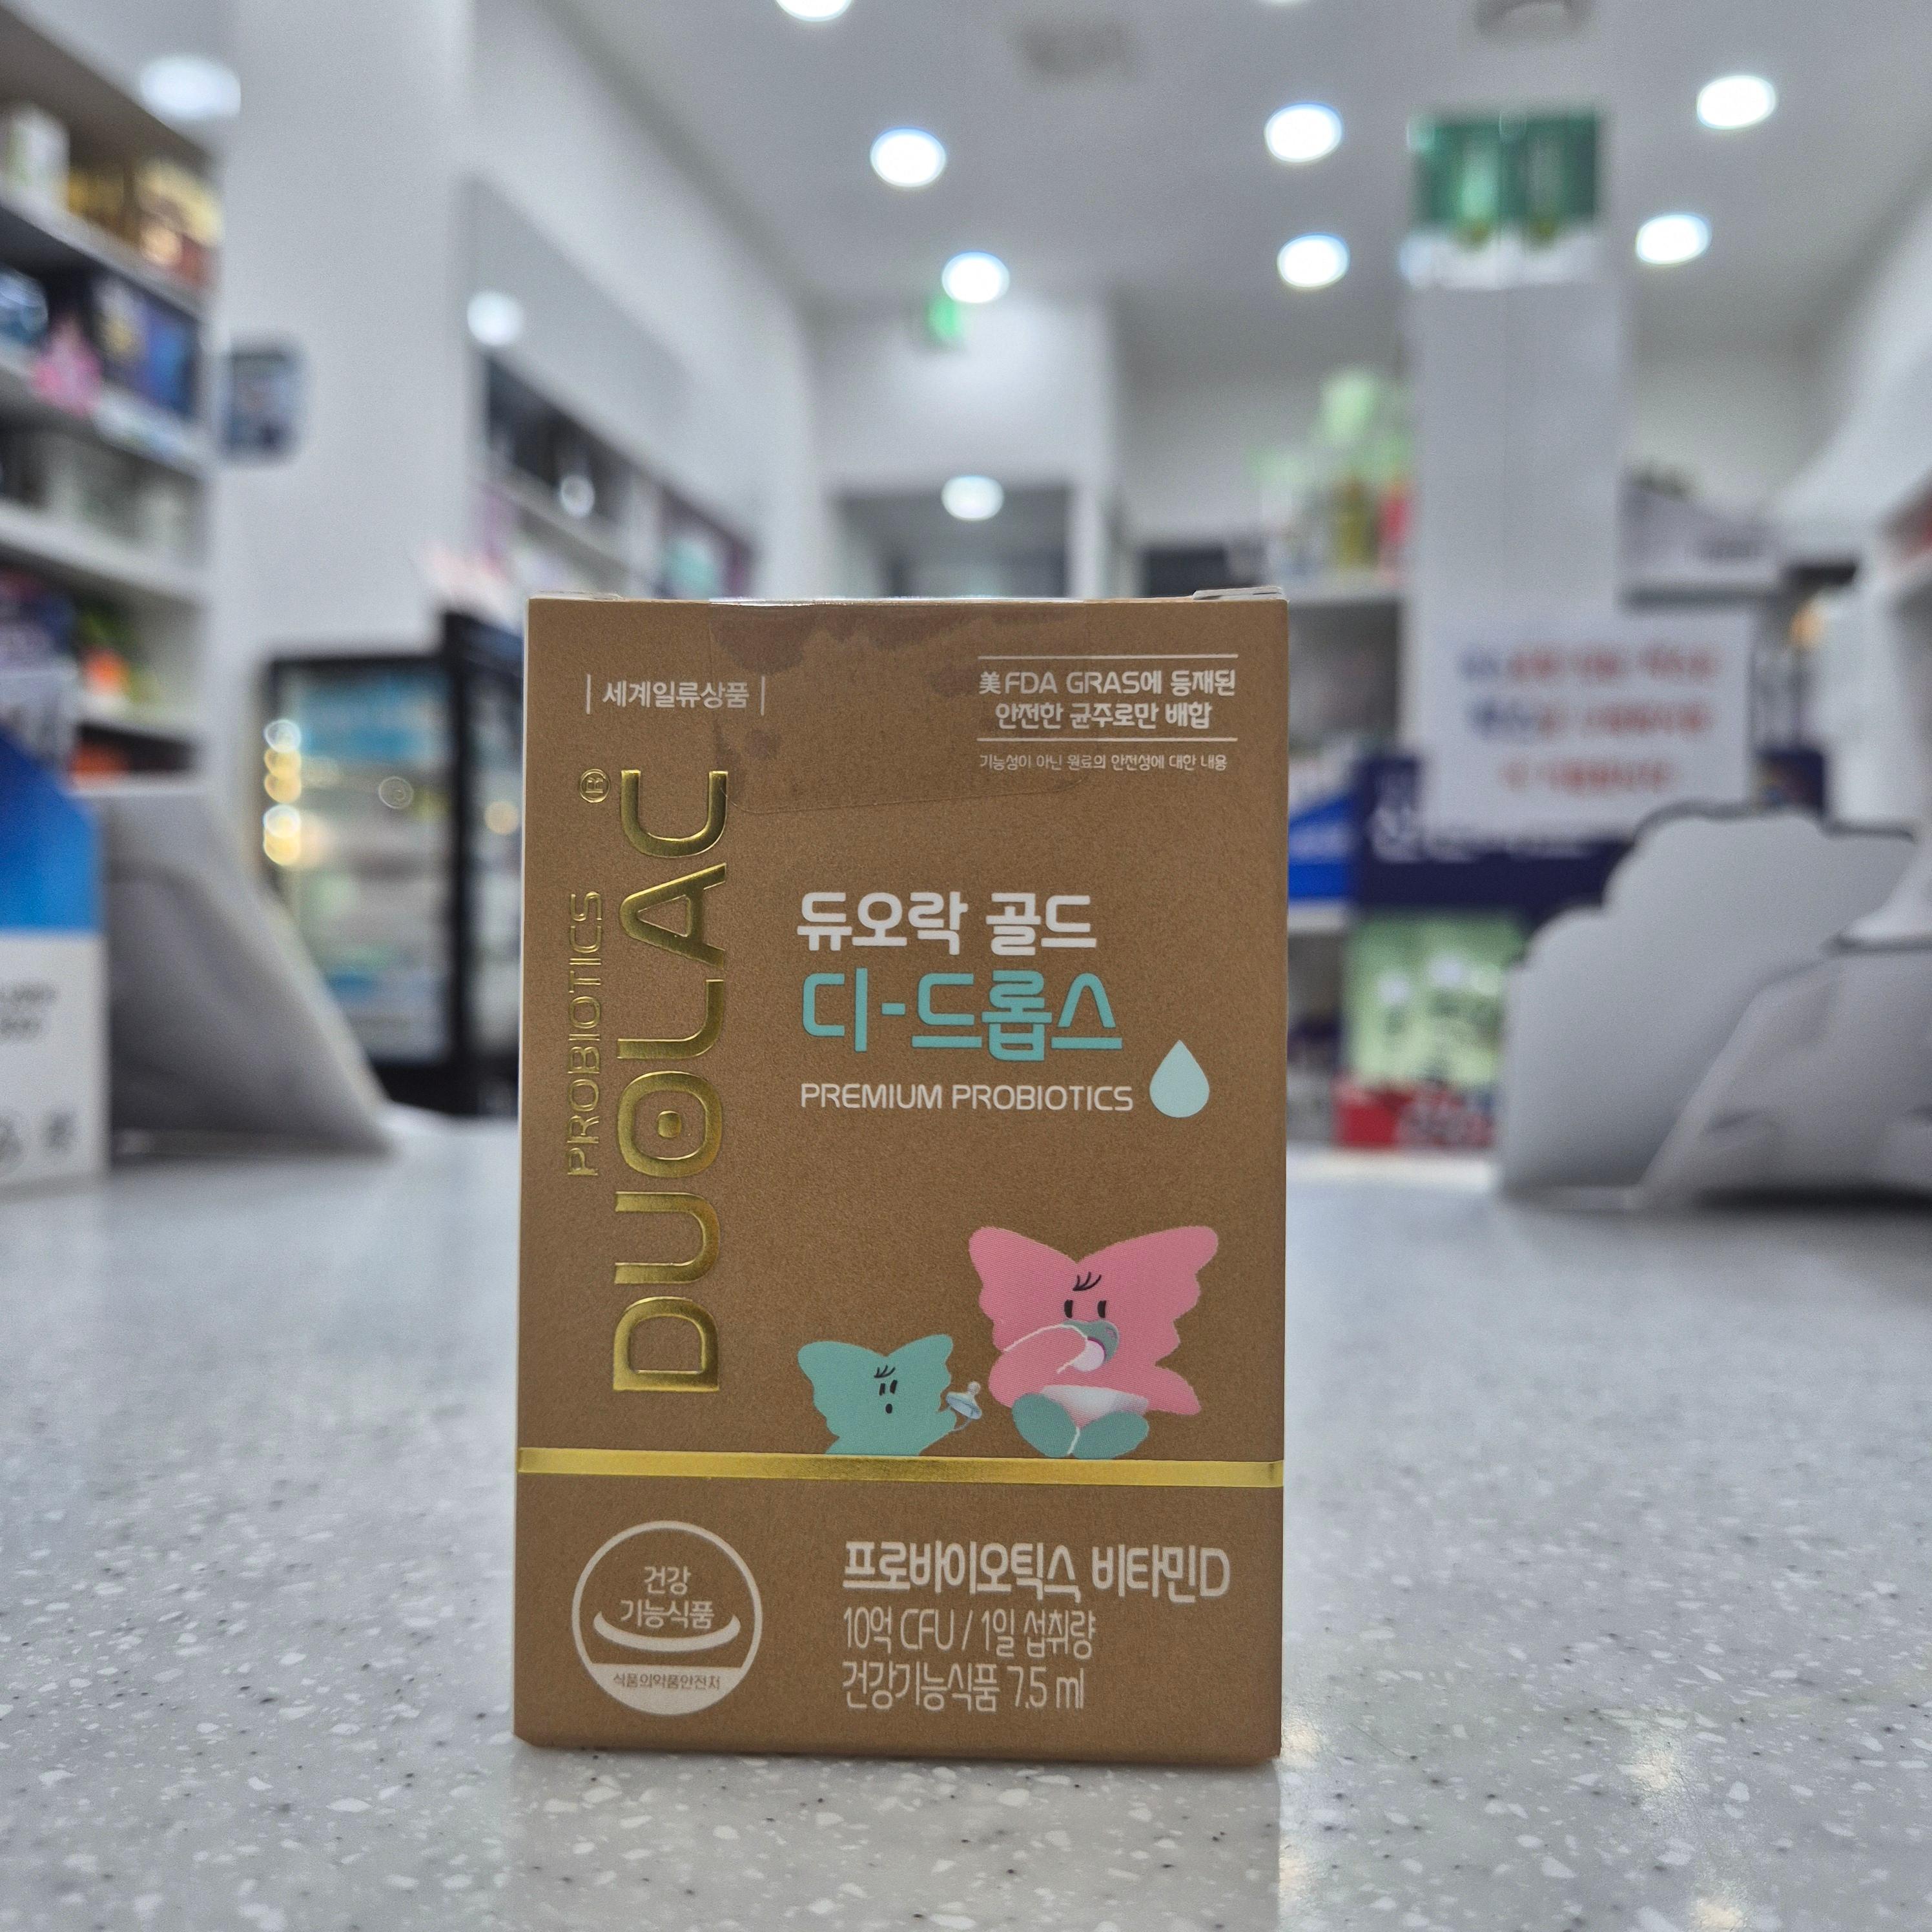 세계일류상품
美FDA GRAS에 등재된
안전한 균주로만 배합
기능성이 아닌 원료의 안전성에 대한 내용
PROBIOTICS
DUOLAC®
듀오락 골드
디-드롭스
PREMIUM PROBIOTICS
건강
기능식품
식품의약품안전처
프로바이오틱스 비타민D
10억 CFU / 1일 섭취량
건강기능식품 7.5 ml